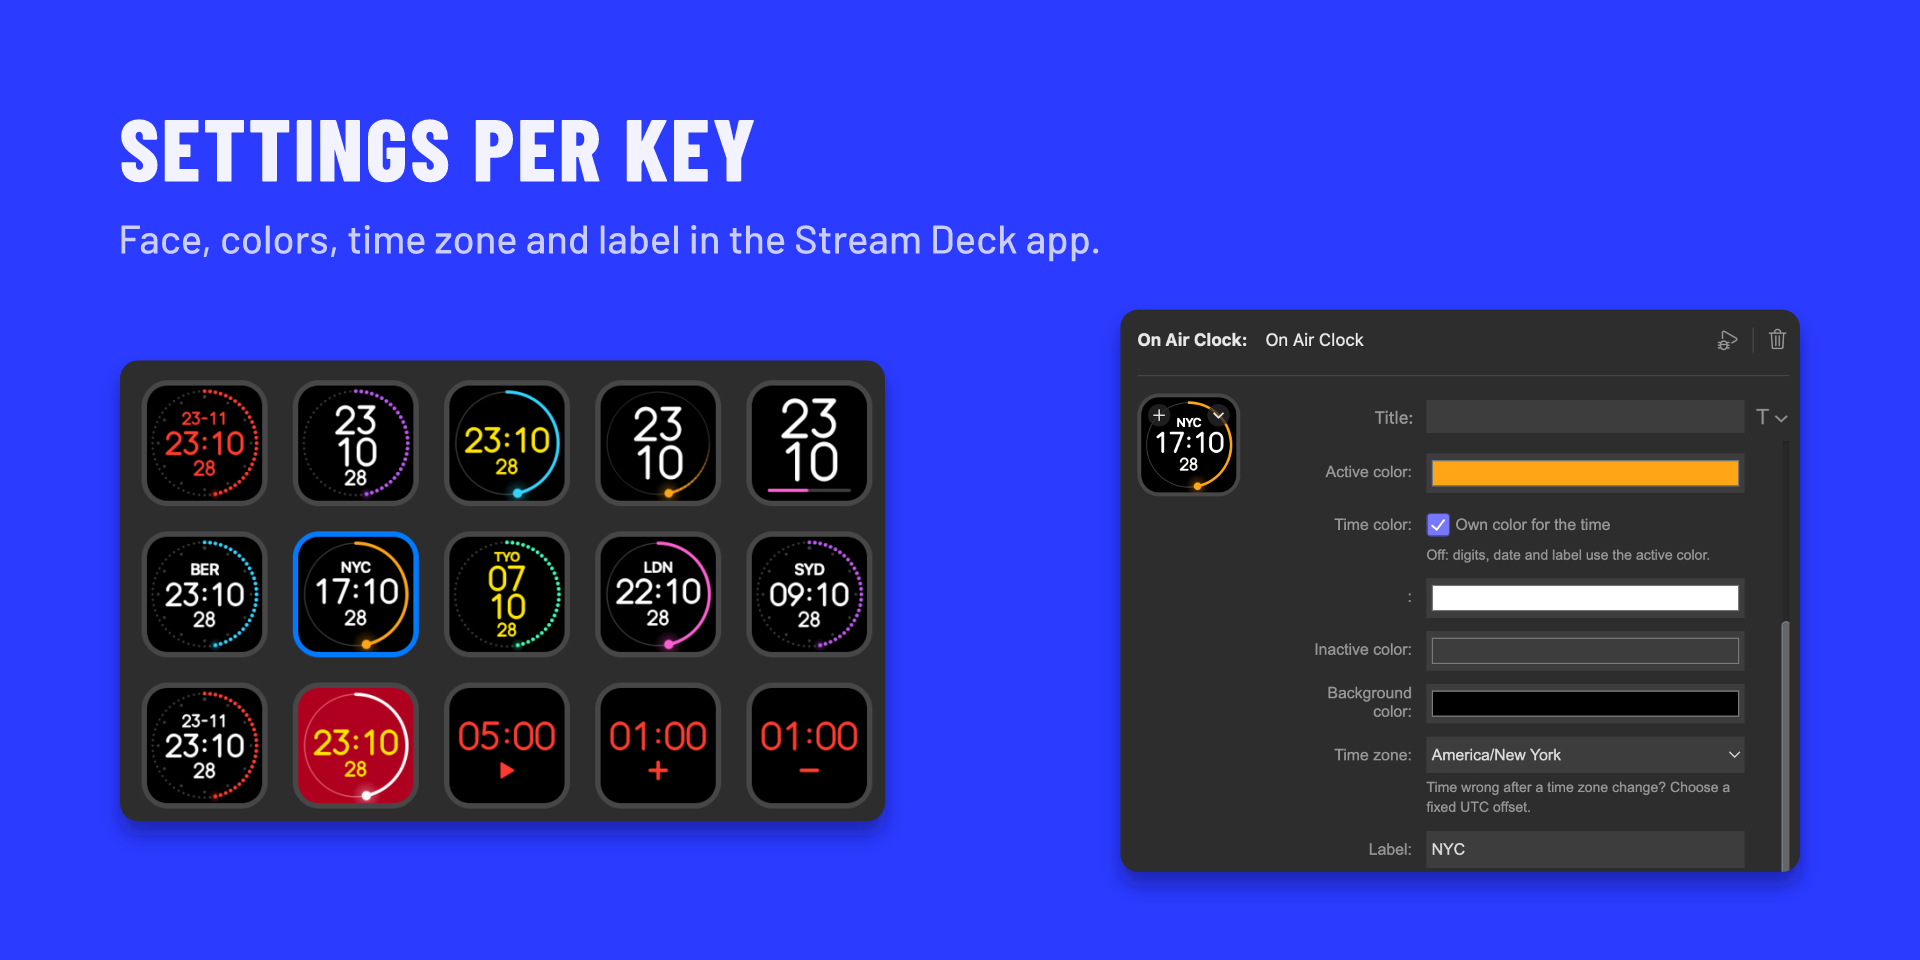 SETTINGS PER KEY
Face, colors, time zone and label in the Stream Deck app.
23-11
23:10
28
23
10
28
23:10
28
23
10
23
10
BER
23:10
28
NYC
17:10
28
TYO
07
10
28
LDN
22:10
28
SYD
09:10
28
23-11
23:10
28
23:10
28
05:00
01:00
+
01:00
−
On Air Clock: On Air Clock
NYC
17:10
28
Title:
T
Active color:
Time color: Own color for the time
Off: digits, date and label use the active color.
:
Inactive color:
Background
color:
Time zone: America/New York
Time wrong after a time zone change? Choose a
fixed UTC offset.
Label: NYC